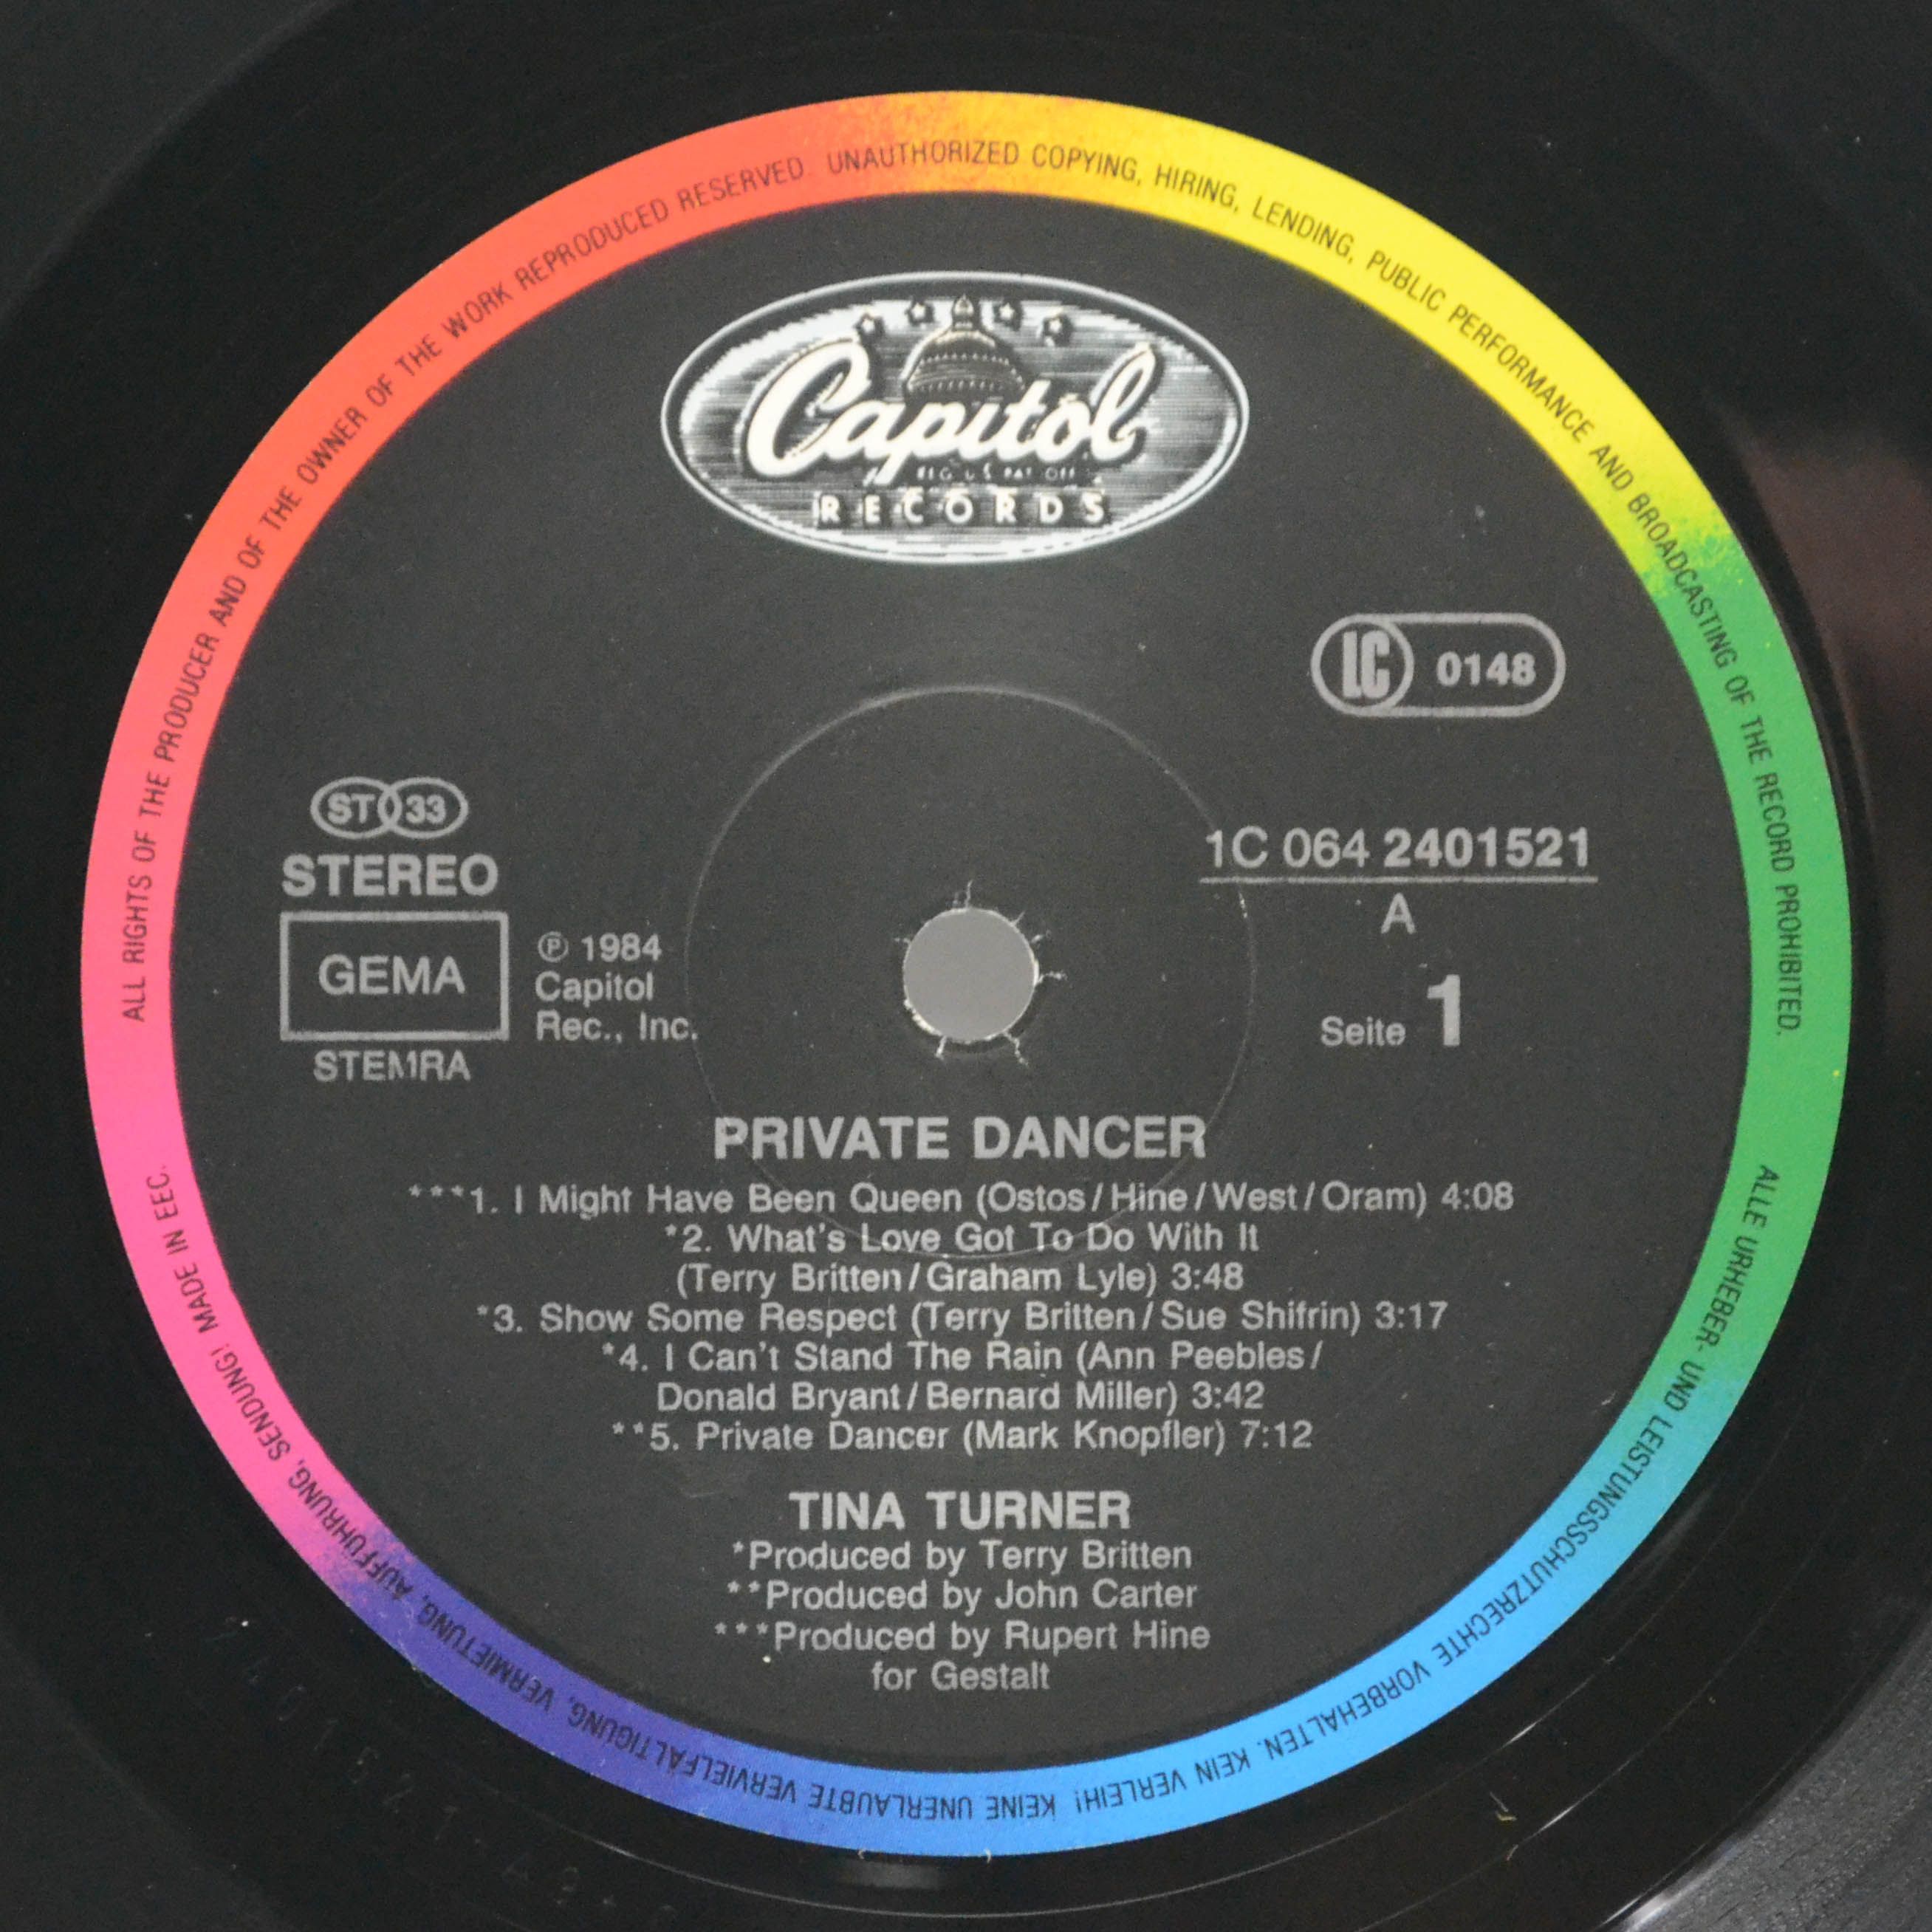 ALL RIGHTS OF THE PRODUCER AND OF THE OWNER OF THE WORK REPRODUCED RESERVED. UNAUTHORIZED COPYING, HIRING, LENDING, PUBLIC PERFORMANCE AND BROADCASTING OF THE RECORD PROHIBITED.
Capitol
REG. U.S. PAT. OFF.
RECORDS
LC 0148
ST 33
STEREO
GEMA
STEMRA
℗ 1984
Capitol
Rec., Inc.
1C 064 2401521
A
Seite 1
PRIVATE DANCER
***1. I Might Have Been Queen (Ostos/Hine/West/Oram) 4:08
*2. What's Love Got To Do With It
(Terry Britten/Graham Lyle) 3:48
*3. Show Some Respect (Terry Britten/Sue Shifrin) 3:17
*4. I Can't Stand The Rain (Ann Peebles/
Donald Bryant/Bernard Miller) 3:42
**5. Private Dancer (Mark Knopfler) 7:12
TINA TURNER
*Produced by Terry Britten
**Produced by John Carter
***Produced by Rupert Hine
for Gestalt
ALLE URHEBER- UND LEISTUNGSSCHUTZRECHTE VORBEHALTEN. KEIN VERLEIH! KEINE UNERLAUBTE VERVIELFÄLTIGUNG, VERMIETUNG, AUFFÜHRUNG, SENDUNG! MADE IN EEC.